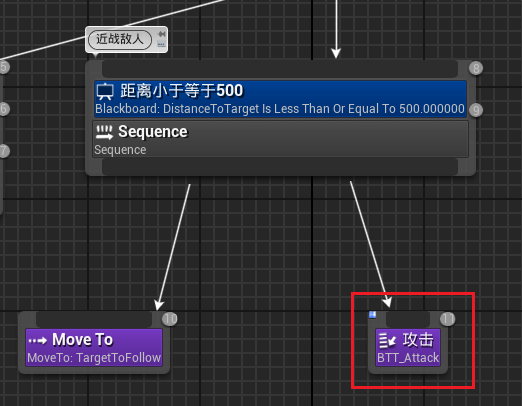 近战敌人
5
8
距离小于等于500
Blackboard: DistanceToTarget Is Less Than Or Equal To 500.000000
6
9
Sequence
Sequence
7
10
11
Move To
攻击
MoveTo: TargetToFollow
BTT_Attack